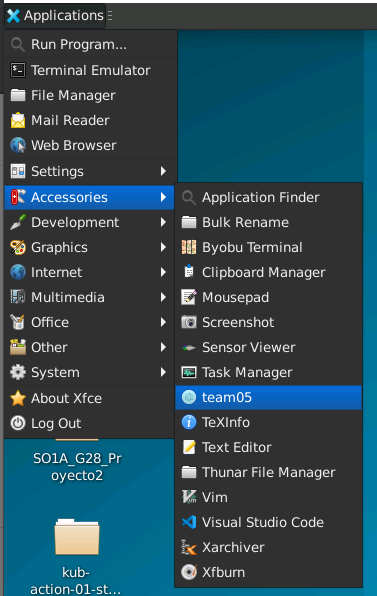 Applications
Run Program...
Terminal Emulator
File Manager
Mail Reader
Web Browser
Settings
Accessories
Development
Graphics
Internet
Multimedia
Office
Other
System
About Xfce
Log Out
Application Finder
Bulk Rename
Byobu Terminal
Clipboard Manager
Mousepad
Screenshot
Sensor Viewer
Task Manager
team05
TeXInfo
Text Editor
Thunar File Manager
Vim
Visual Studio Code
Xarchiver
Xfburn
SO1A_G28_Pr
oyecto2
kub-
action-01-st...